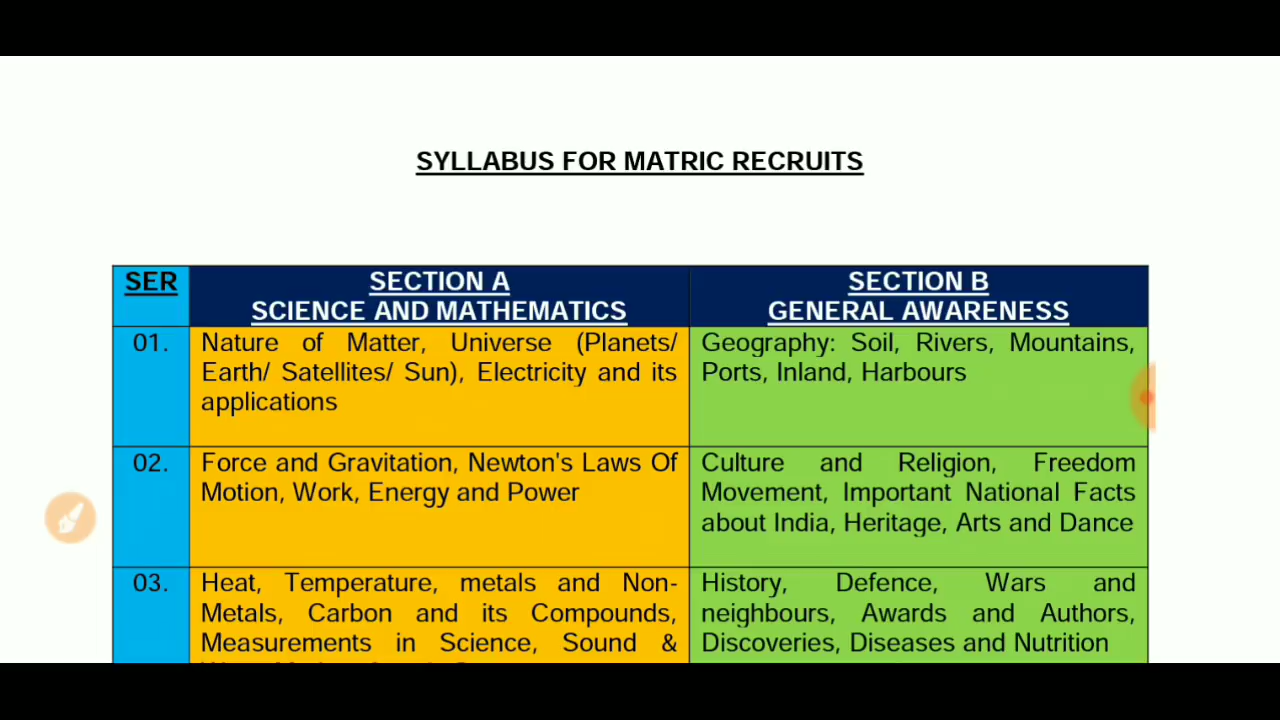 SYLLABUS FOR MATRIC RECRUITS
SER
SECTION A
SCIENCE AND MATHEMATICS
SECTION B
GENERAL AWARENESS
01.
Nature of Matter, Universe (Planets/
Earth/ Satellites/ Sun), Electricity and its
applications
Geography: Soil, Rivers, Mountains,
Ports, Inland, Harbours
02.
Force and Gravitation, Newton's Laws Of
Motion, Work, Energy and Power
Culture and Religion, Freedom
Movement, Important National Facts
about India, Heritage, Arts and Dance
03.
Heat, Temperature, metals and Non-
Metals, Carbon and its Compounds,
Measurements in Science, Sound &
History, Defence, Wars and
neighbours, Awards and Authors,
Discoveries, Diseases and Nutrition